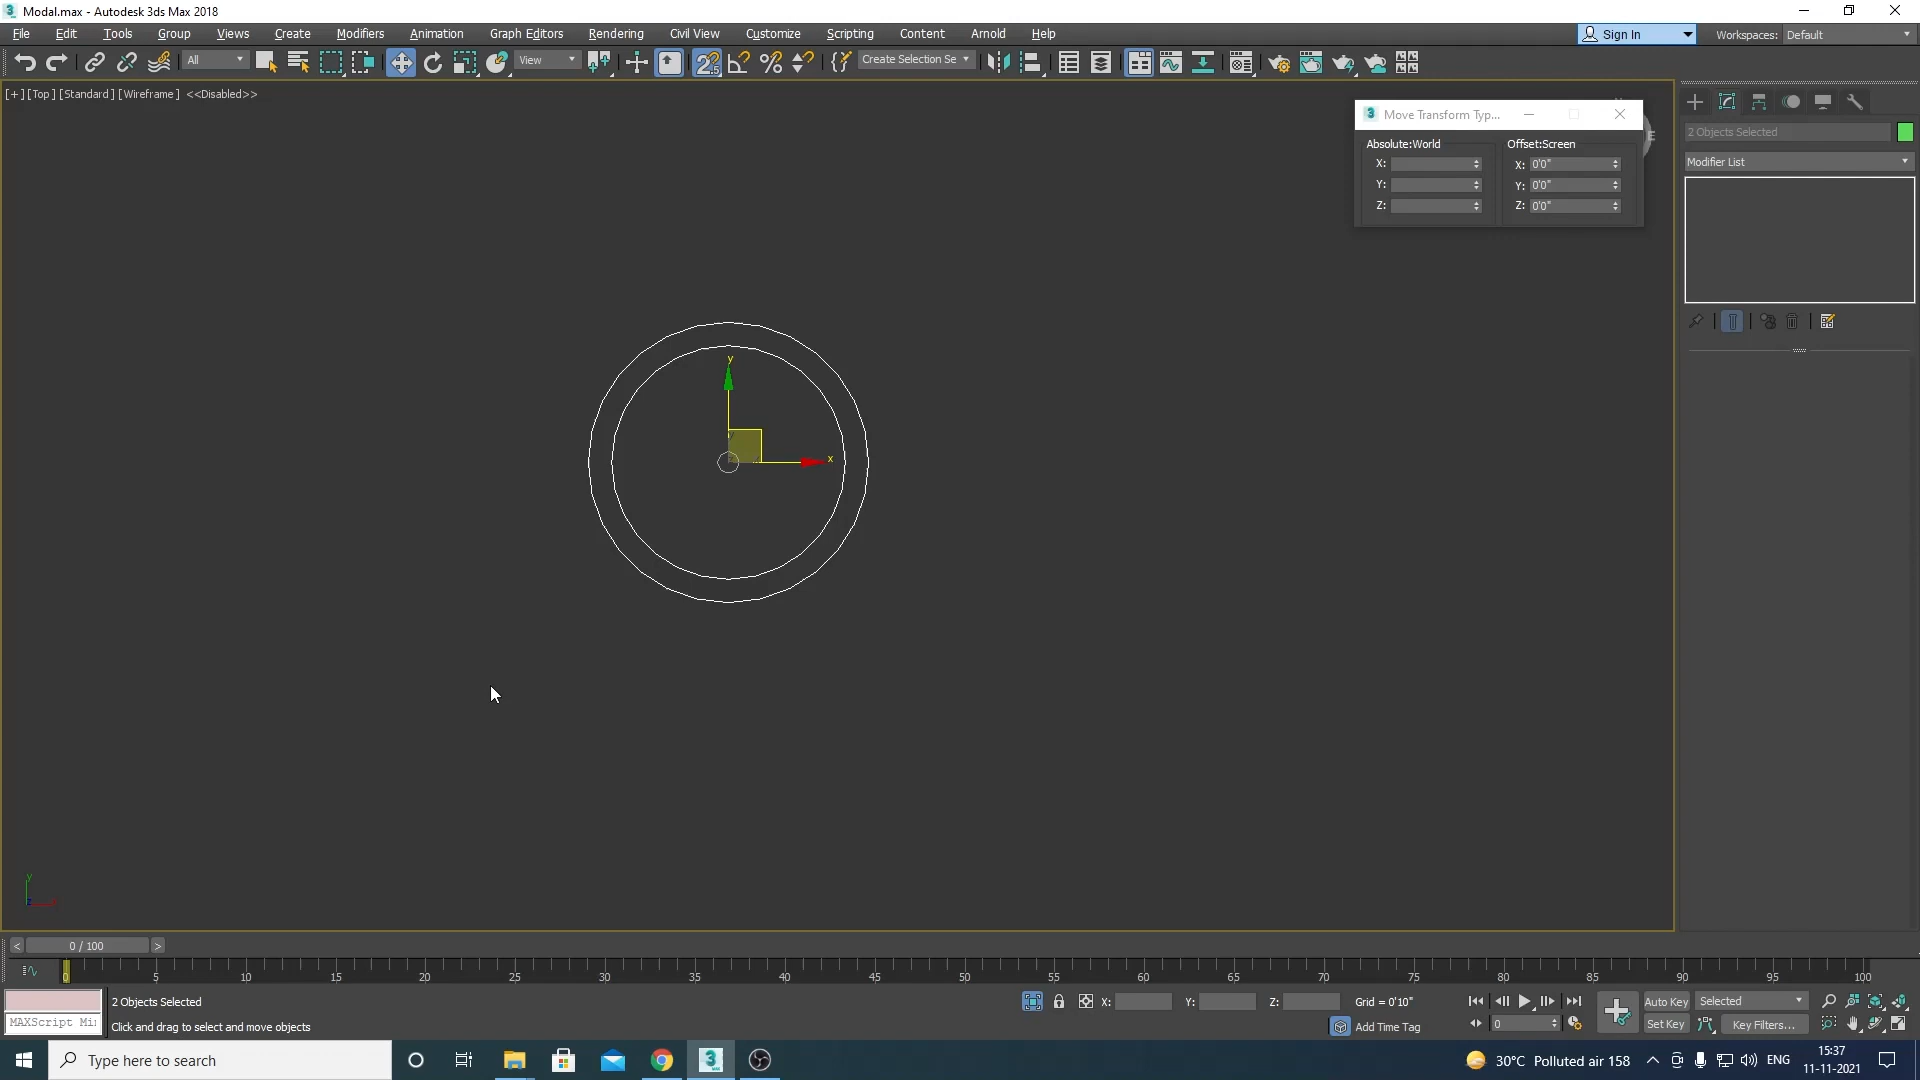 Modal.max - Autodesk 3ds Max 2018
File Edit Tools Group Views Create Modifiers Animation Graph Editors Rendering Civil View Customize Scripting Content Arnold Help Sign In Workspaces: Default
All View Create Selection Se
[+] [Top] [Standard] [Wireframe] <<Disabled>>
Move Transform Typ...
Absolute:World Offset:Screen
X: X: 0'0"
Y: Y: 0'0"
Z: Z: 0'0"
E
2 Objects Selected
Modifier List
y
x
y
0 / 100
0 5 10 15 20 25 30 35 40 45 50 55 60 65 70 75 80 85 90 95 100
2 Objects Selected X: Y: Z: Grid = 0'10" Auto Key Selected
MAXScript Mi
Click and drag to select and move objects Add Time Tag 0 Set Key Key Filters...
Type here to search 30°C Polluted air 158 ENG
15:37
11-11-2021